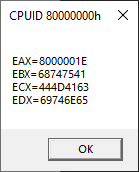 CPUID 80000000h
EAX=8000001E
EBX=68747541
ECX=444D4163
EDX=69746E65
OK